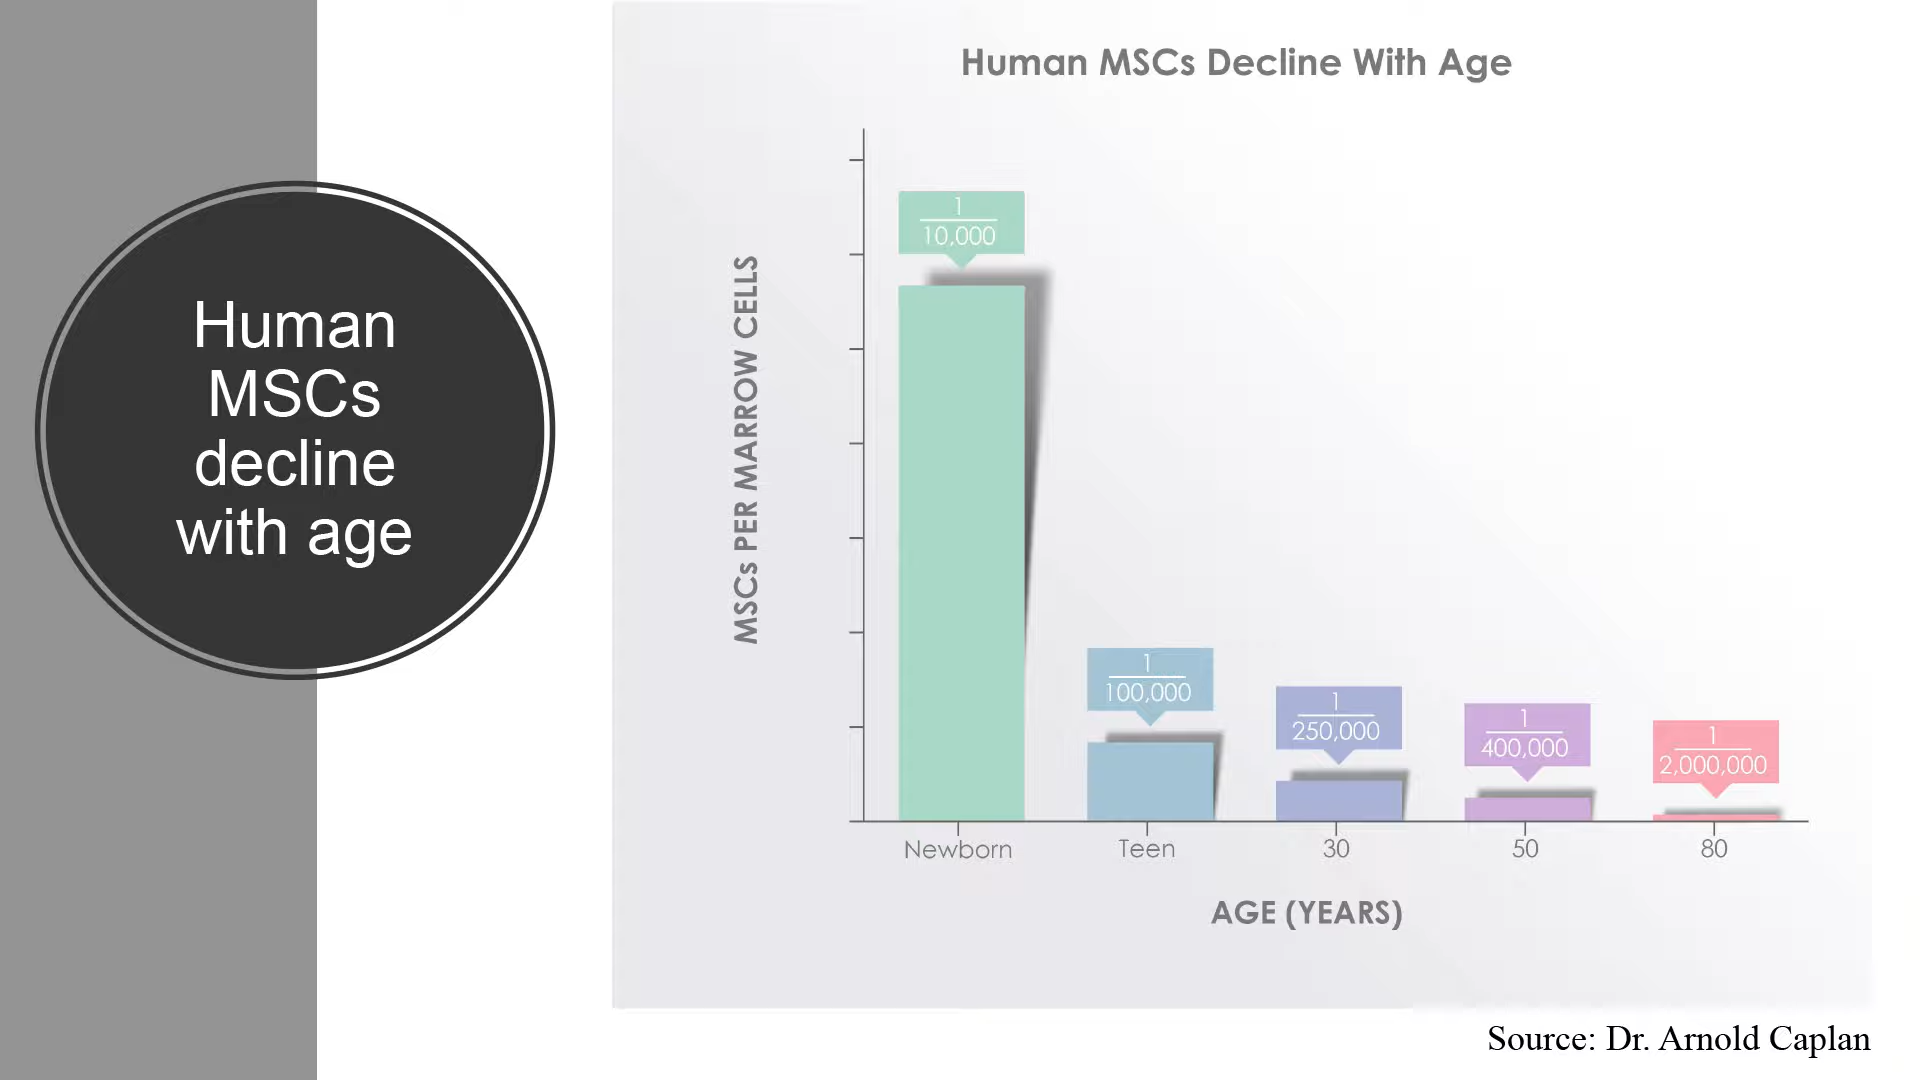 Human
MSCs
decline
with age
Human MSCs Decline With Age
MSCs PER MARROW CELLS
1
10,000
1
100,000
1
250,000
1
400,000
1
2,000,000
Newborn Teen 30 50 80
AGE (YEARS)
Source: Dr. Arnold Caplan